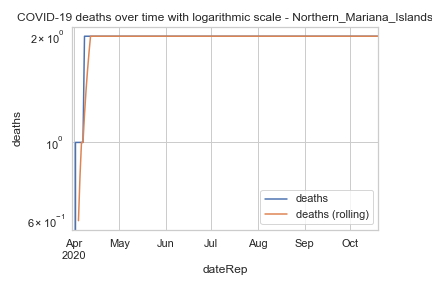 COVID-19 deaths over time with logarithmic scale - Northern_Mariana_Islands
2 × 10⁰
10⁰
6 × 10⁻¹
deaths
deaths
deaths (rolling)
Apr May Jun Jul Aug Sep Oct
2020
dateRep